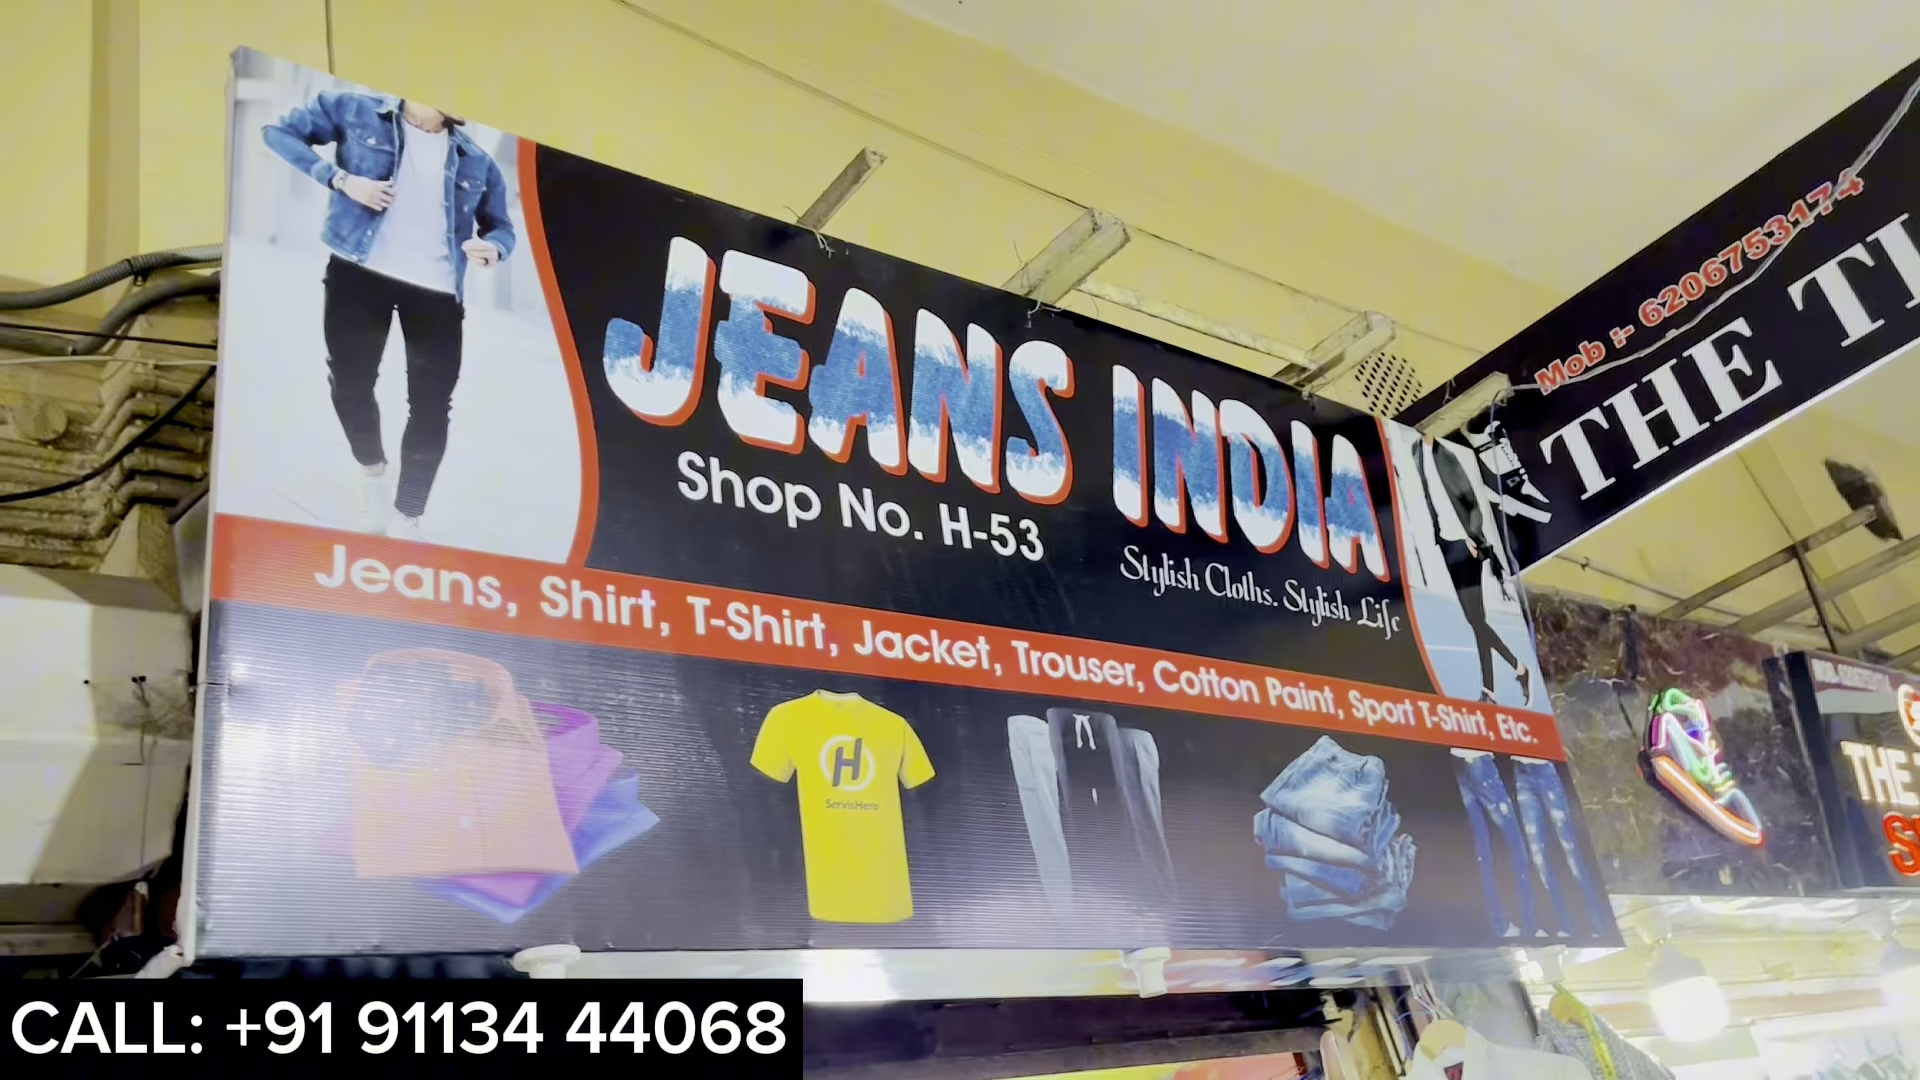 JEANS INDIA
Shop No. H-53
Stylish Cloths. Stylish Life
Jeans, Shirt, T-Shirt, Jacket, Trouser, Cotton Paint, Sport T-Shirt, Etc.
H
ServisHero
Mob :- 6206753174
THE TI
THE
S
CALL: +91 91134 44068